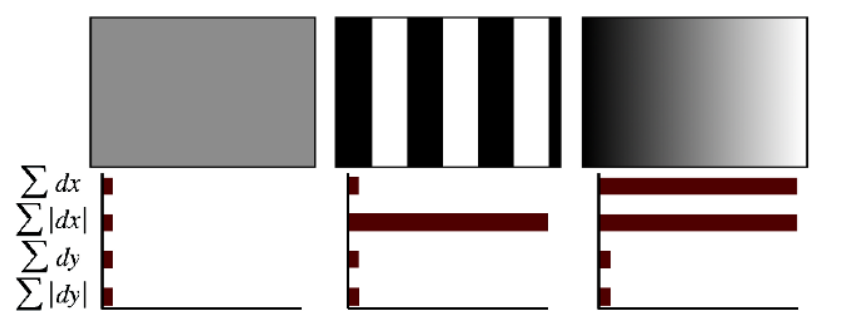 ∑ dx
∑ |dx|
∑ dy
∑ |dy|